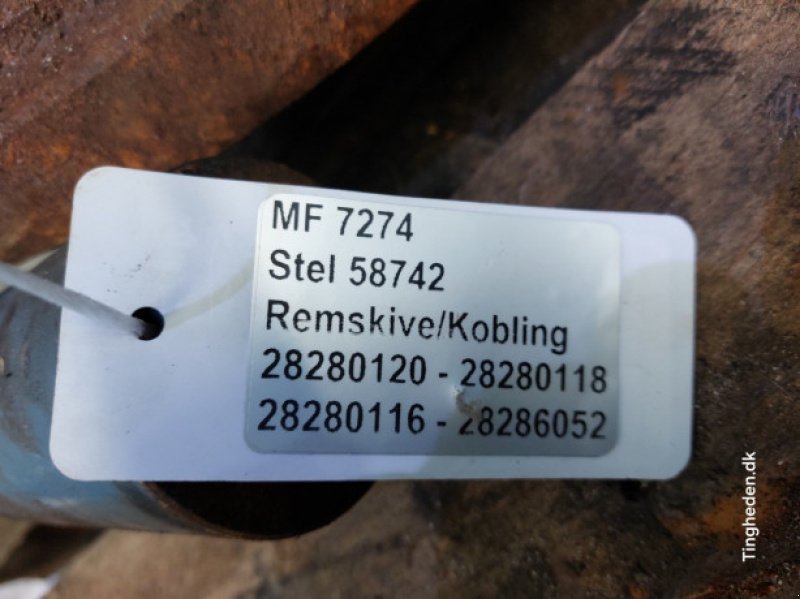 MF 7274
Stel 58742
Remskive/Kobling
28280120 - 28280118
28280116 - 28286052
Tingheden.dk